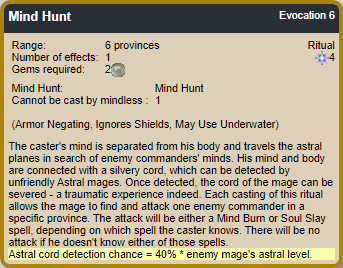 Mind Hunt Evocation 6
Range: 6 provinces Ritual
Number of effects: 1 4
Gems required: 2
Mind Hunt: Mind Hunt
Cannot be cast by mindless : 1
(Armor Negating, Ignores Shields, May Use Underwater)
The caster's mind is separated from his body and travels the astral
planes in search of enemy commanders' minds. His mind and body
are connected with a silvery cord, which can be detected by
unfriendly Astral mages. Once detected, the cord of the mage can be
severed - a traumatic experience indeed. Each casting of this ritual
allows the mage to find and attack one enemy commander in a
specific province. The attack will be either a Mind Burn or Soul Slay
spell, depending on which spell the caster knows. There will be no
attack if he doesn't know either of those spells.
Astral cord detection chance = 40% * enemy mage's astral level.